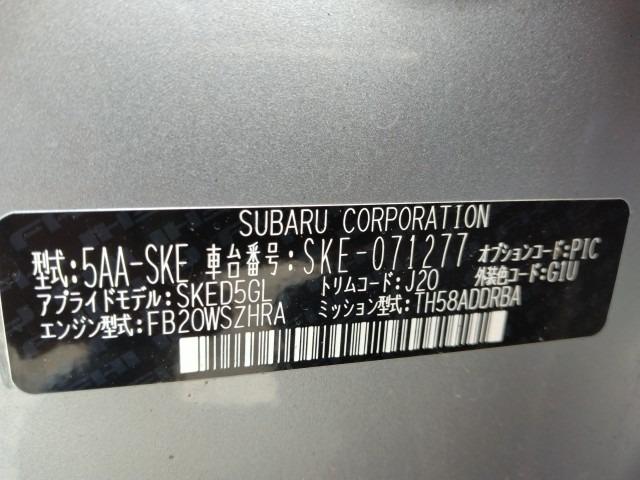 SUBARU CORPORATION
型式:5AA-SKE 車台番号:SKE-071277 オプションコード:PIC
アプライドモデル:SKED5GL トリムコード:J20 外装色コード:G1U
エンジン型式:FB20WSZHRA ミッション型式:TH58ADDRBA